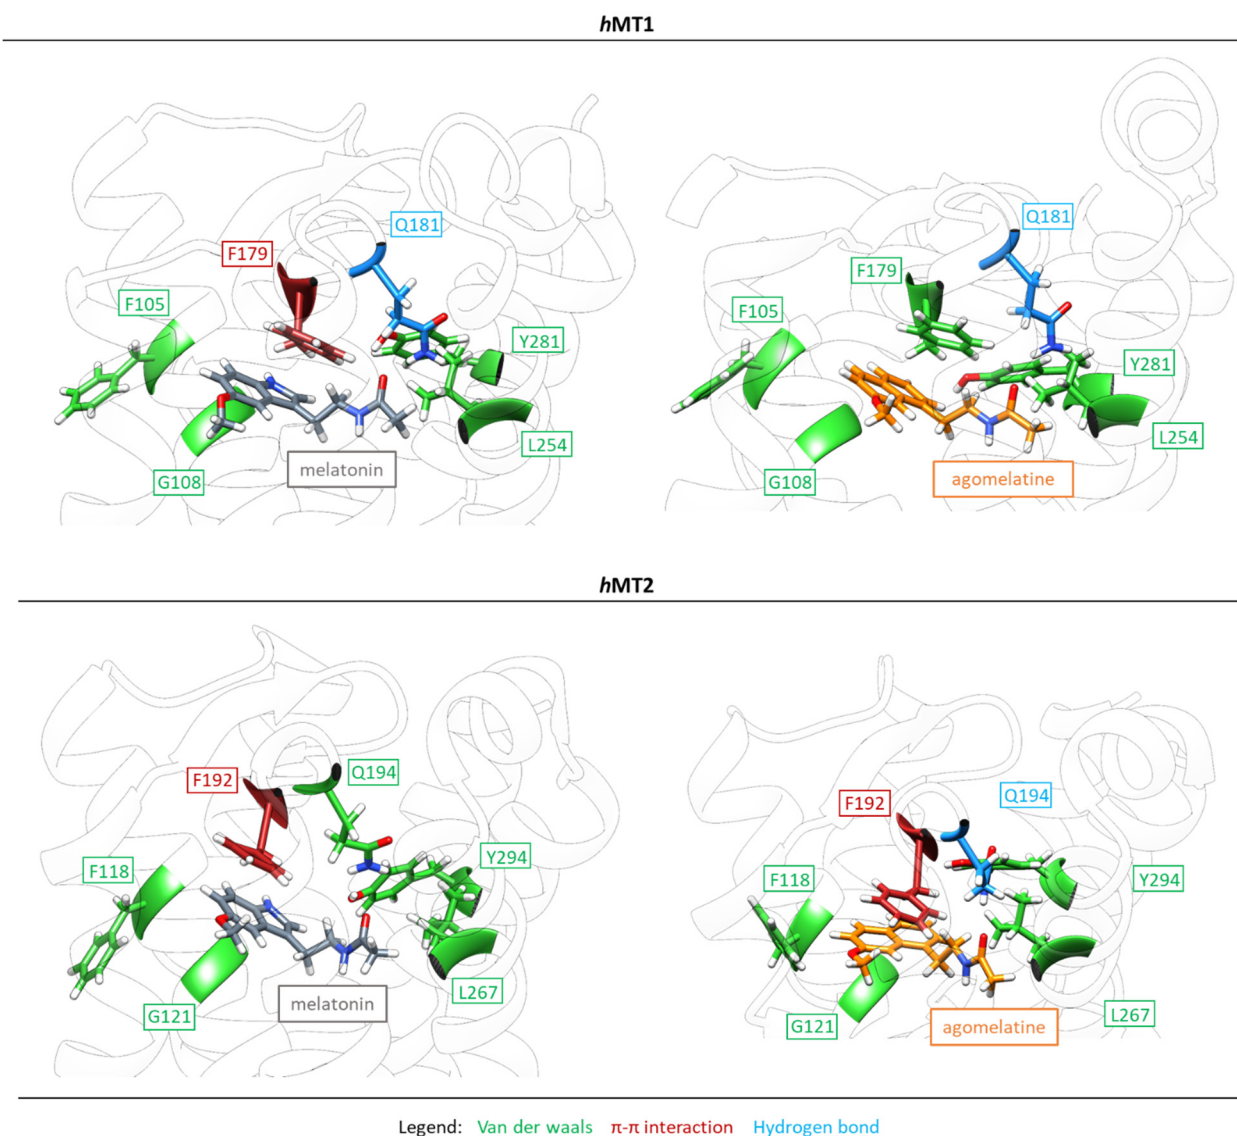 hMT1
Q181
F179
F105
Y281
L254
melatonin
G108
Q181
F179
F105
Y281
L254
G108
agomelatine
hMT2
F192
Q194
F118
Y294
L267
melatonin
G121
F192
Q194
F118
Y294
L267
G121
agomelatine
Legend: Van der waals π-π interaction Hydrogen bond